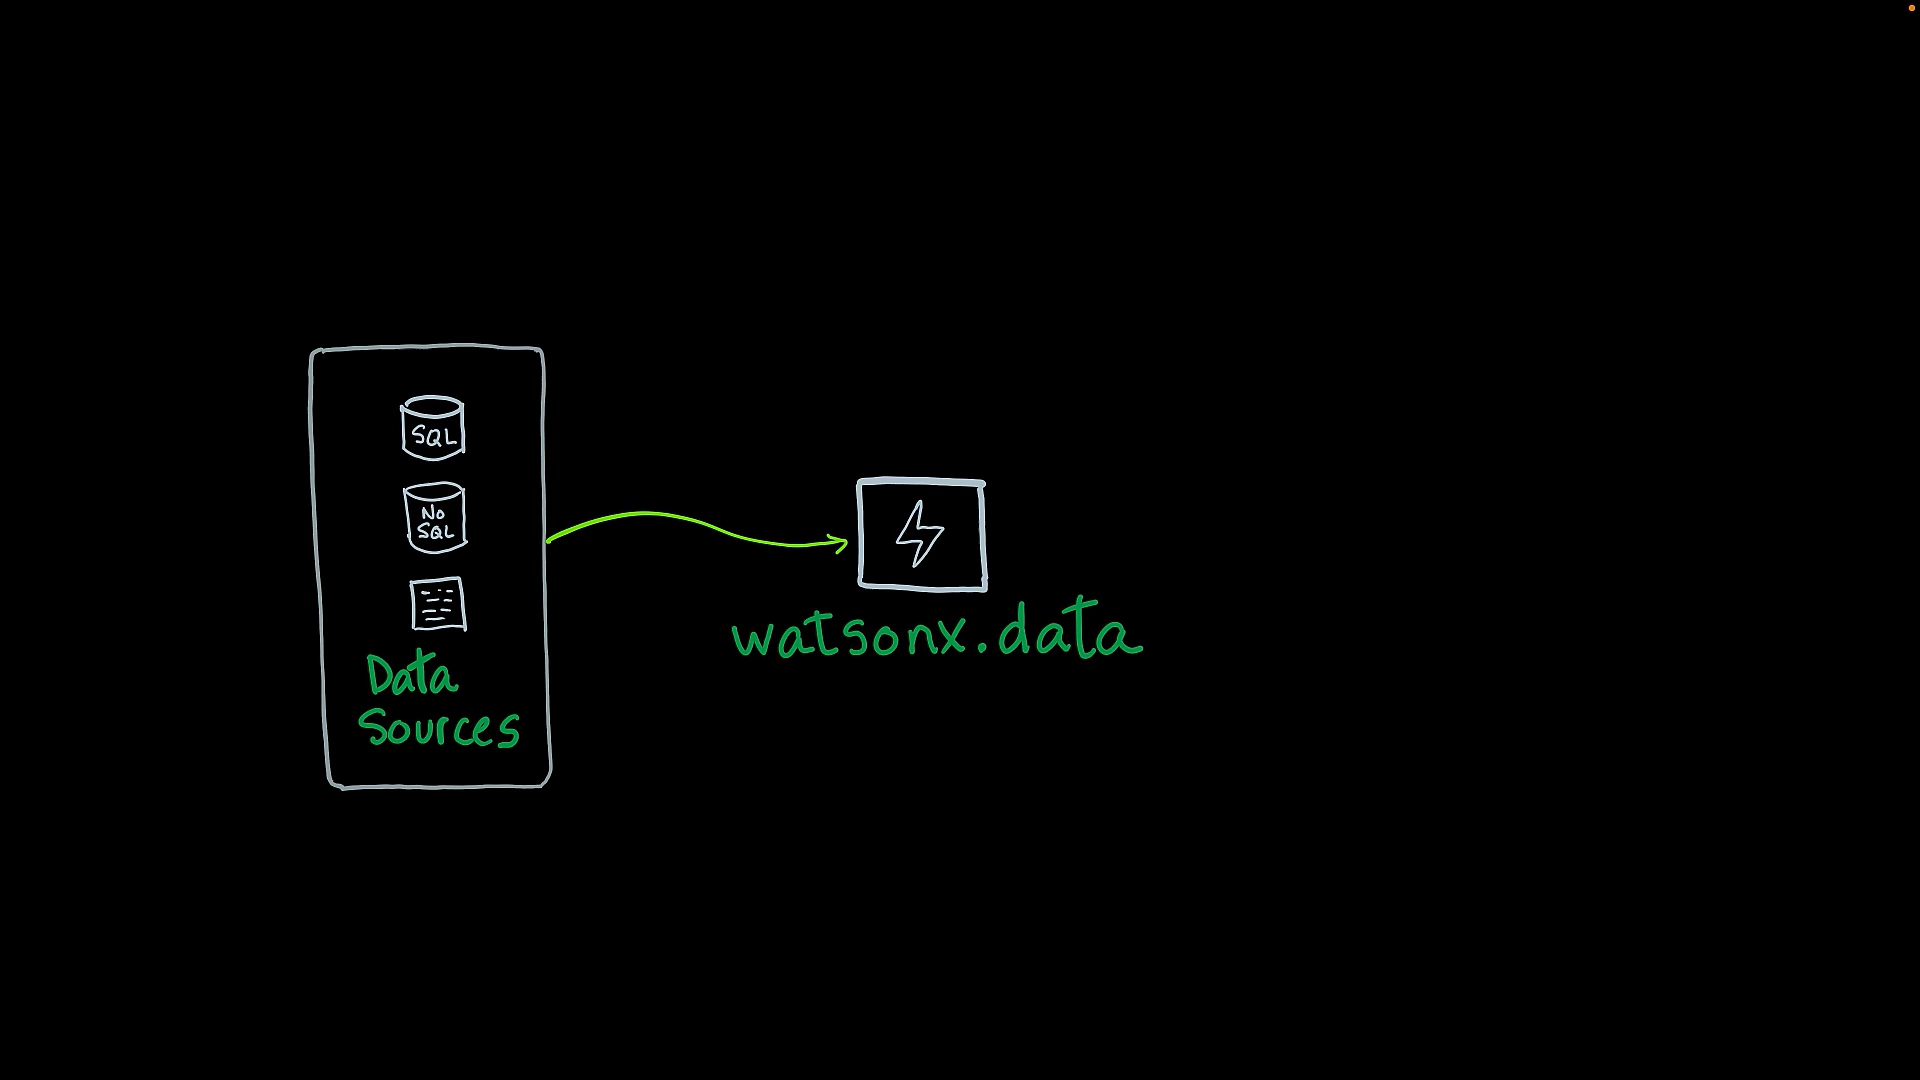 SQL
No
SQL
Data
Sources
watsonx.data